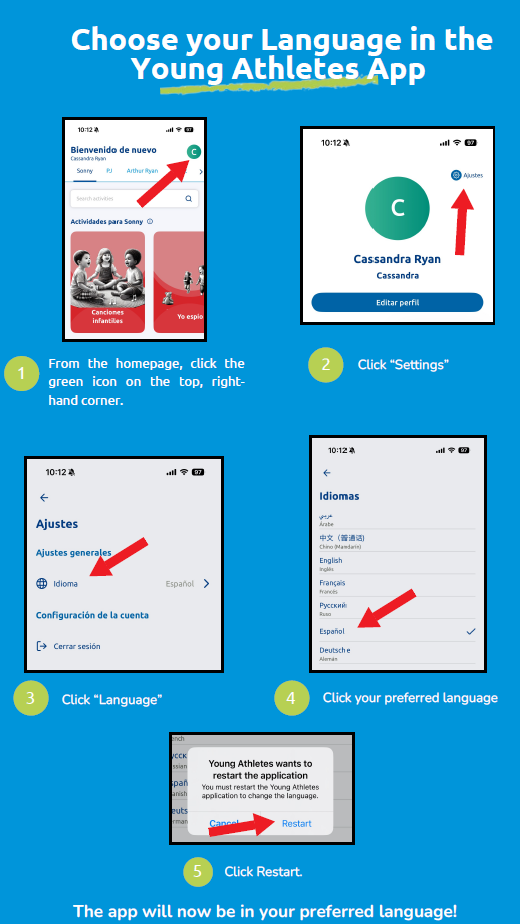 Choose your Language in the
Young Athletes App
10:12
97
Bienvenido de nuevo
Cassandra Ryan
C
Sonny PJ Arthur Ryan
Search activities
Actividades para Sonny
Canciones
infantiles
Yo espio
1
From the homepage, click the
green icon on the top, right-
hand corner.
10:12
97
Ajustes
C
Cassandra Ryan
Cassandra
Editar perfil
2
Click “Settings”
10:12
97
Ajustes
Ajustes generales
Idioma Español
Configuración de la cuenta
Cerrar sesión
3
Click “Language”
10:12
97
Idiomas
عربي
Árabe
中文（普通话)
Chino (Mandarín)
English
Inglés
Français
Francés
Русский
Ruso
Español
Deutsch e
Alemán
4
Click your preferred language
Young Athletes wants to
restart the application
You must restart the Young Athletes
application to change the language.
Cancel Restart
5
Click Restart.
The app will now be in your preferred language!